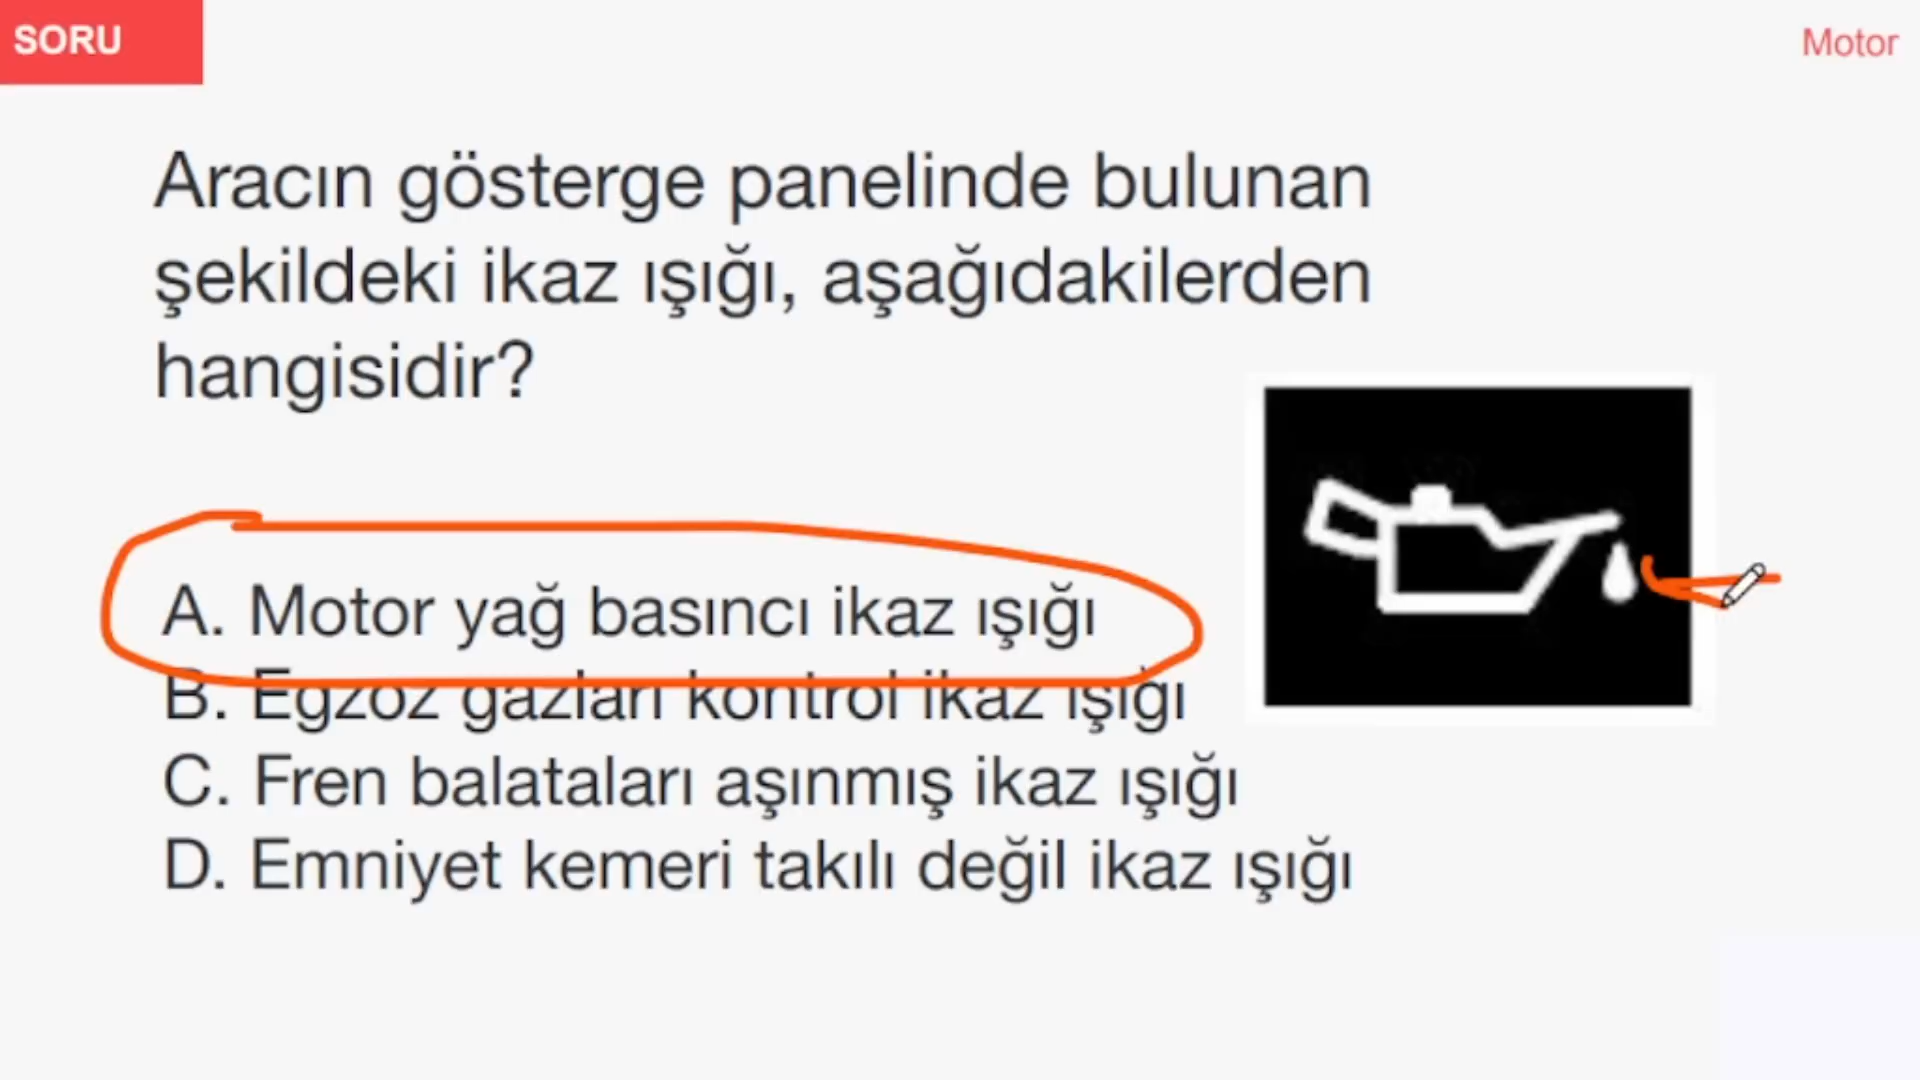 SORU
Motor
Aracın gösterge panelinde bulunan
şekildeki ikaz ışığı, aşağıdakilerden
hangisidir?
A. Motor yağ basıncı ikaz ışığı
B. Egzoz gazları kontrol ikaz ışığı
C. Fren balataları aşınmış ikaz ışığı
D. Emniyet kemeri takılı değil ikaz ışığı